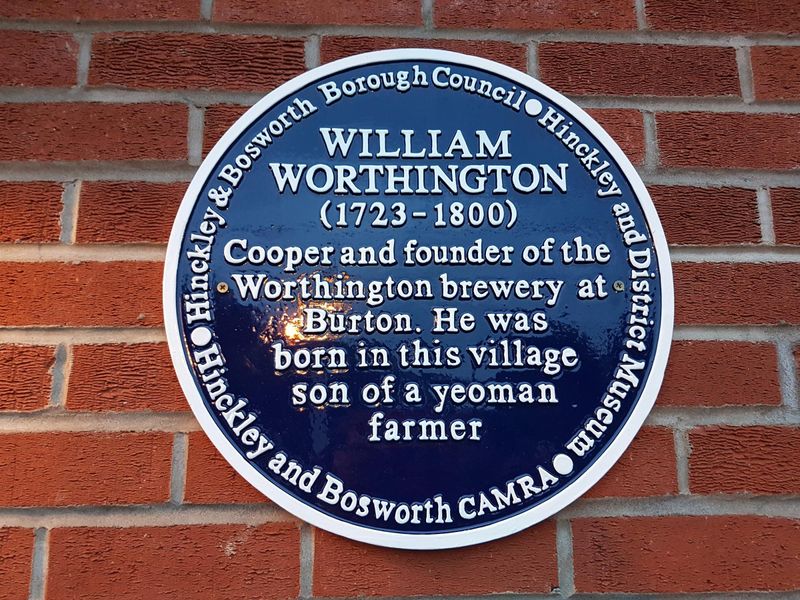 Hinckley & Bosworth Borough Council
Hinckley and District Museum
Hinckley and Bosworth CAMRA
WILLIAM
WORTHINGTON
(1723-1800)
Cooper and founder of the
Worthington brewery at
Burton. He was
born in this village
son of a yeoman
farmer